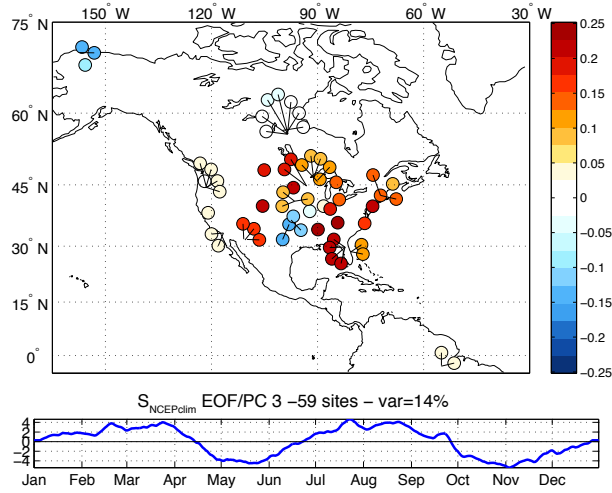 150° W 120° W 90° W 60° W 30° W
75° N
60° N
45° N
30° N
15° N
0°
0.25
0.2
0.15
0.1
0.05
0
−0.05
−0.1
−0.15
−0.2
−0.25
S_NCEPclim EOF/PC 3 −59 sites − var=14%
4
2
0
−2
−4
Jan Feb Mar Apr May Jun Jul Aug Sep Oct Nov Dec